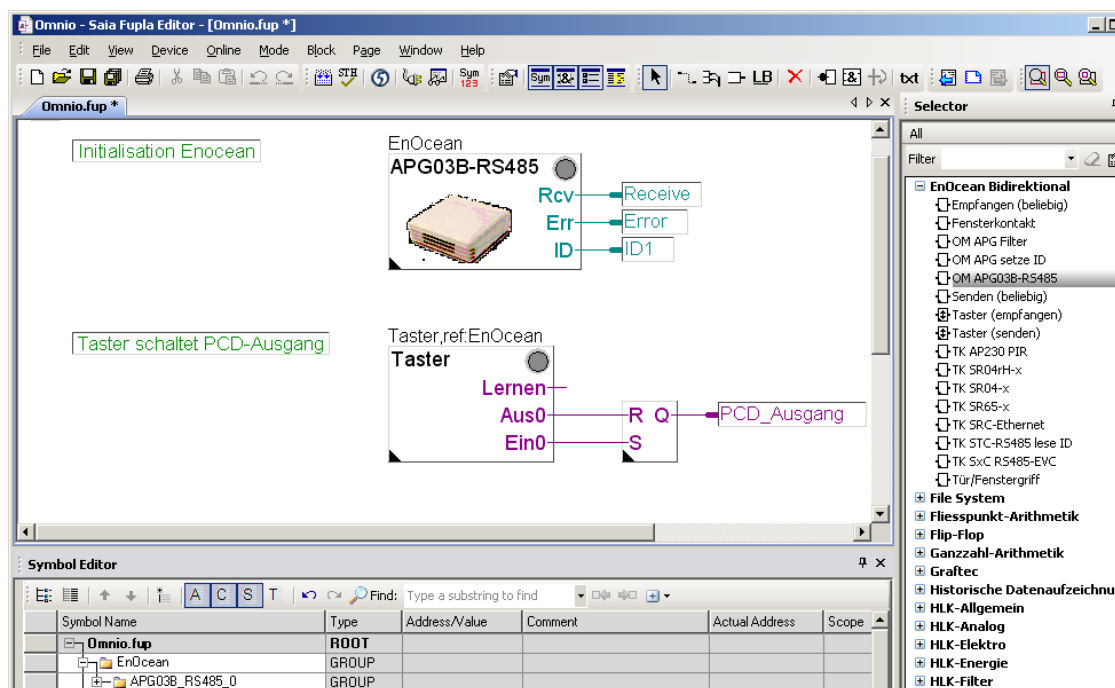 Omnio - Saia Fupla Editor - [Omnio.fup *]
File Edit View Device Online Mode Block Page Window Help
STH Sym 123 Sym LB txt
Omnio.fup *
Initialisation Enocean
EnOcean
APG03B-RS485
Rcv Receive
Err Error
ID ID1
Taster schaltet PCD-Ausgang
Taster,ref:EnOcean
Taster
Lernen
Aus0 R Q PCD_Ausgang
Ein0 S
Selector
All
Filter
EnOcean Bidirektional
Empfangen (beliebig)
Fensterkontakt
OM APG Filter
OM APG setze ID
OM APG03B-RS485
Senden (beliebig)
Taster (empfangen)
Taster (senden)
TK AP230 PIR
TK SR04rH-x
TK SR04-x
TK SR65-x
TK SRC-Ethernet
TK STC-RS485 lese ID
TK SxC RS485-EVC
Tür/Fenstergriff
File System
Fliesspunkt-Arithmetik
Flip-Flop
Ganzzahl-Arithmetik
Graftec
Historische Datenaufzeichnu
HLK-Allgemein
HLK-Analog
HLK-Elektro
HLK-Energie
HLK-Filter
Symbol Editor
A C S T Find: Type a substring to find
Symbol Name Type Address/Value Comment Actual Address Scope
Omnio.fup ROOT
EnOcean GROUP
APG03B_RS485_0 GROUP